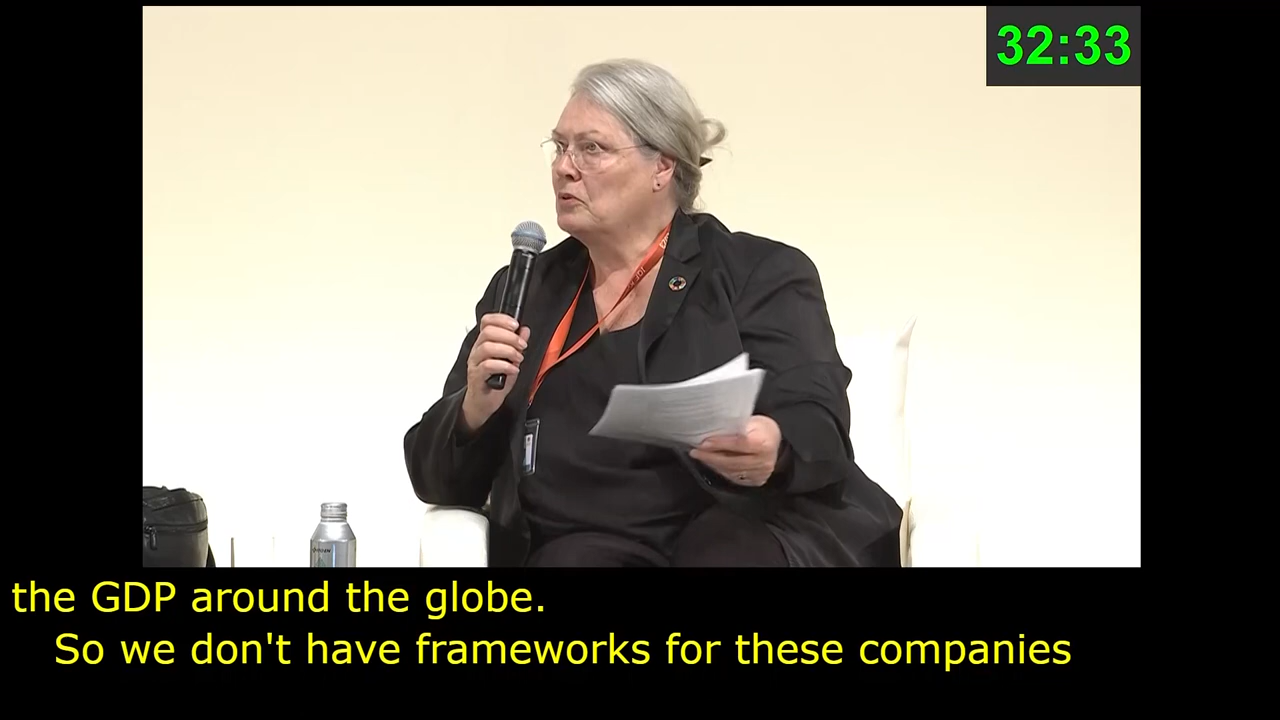 32:33
the GDP around the globe.
So we don't have frameworks for these companies